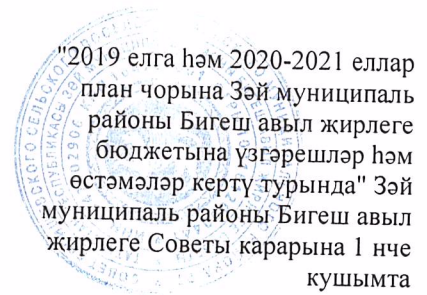 "2019 елга һәм 2020-2021 еллар
план чорына Зәй муниципаль
районы Бигеш авыл җирлеге
бюджетына үзгәрешләр һәм
өстәмәләр кертү турында" Зәй
муниципаль районы Бигеш авыл
җирлеге Советы карарына 1 нче
кушымта